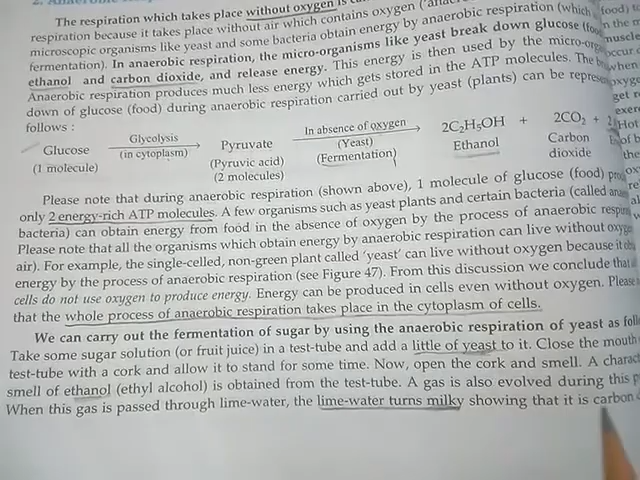 The respiration which takes place without oxygen is
respiration because it takes place without air which contains oxygen
microscopic organisms like yeast and some bacteria obtain energy by anaerobic respiration (which
fermentation). In anaerobic respiration, the micro-organisms like yeast break down glucose
ethanol and carbon dioxide, and release energy. This energy is then used by the
Anaerobic respiration produces much less energy which gets stored in the ATP molecules. The
down of glucose (food) during anaerobic respiration carried out by yeast (plants) can be
follows :
Glucose
(1 molecule)
Glycolysis
(in cytoplasm)
Pyruvate
(Pyruvic acid)
(2 molecules)
In absence of oxygen
(Yeast)
(Fermentation)
2C₂H₅OH + 2CO₂ + 2
Ethanol
Carbon
dioxide
Please note that during anaerobic respiration (shown above), 1 molecule of glucose (food)
only 2 energy-rich ATP molecules. A few organisms such as yeast plants and certain bacteria (called
bacteria) can obtain energy from food in the absence of oxygen by the process of anaerobic
Please note that all the organisms which obtain energy by anaerobic respiration can live without
air). For example, the single-celled, non-green plant called 'yeast' can live without oxygen because it
energy by the process of anaerobic respiration (see Figure 47). From this discussion we conclude that
cells do not use oxygen to produce energy. Energy can be produced in cells even without oxygen. Please
that the whole process of anaerobic respiration takes place in the cytoplasm of cells.
We can carry out the fermentation of sugar by using the anaerobic respiration of yeast as
Take some sugar solution (or fruit juice) in a test-tube and add a little of yeast to it. Close the mouth
test-tube with a cork and allow it to stand for some time. Now, open the cork and smell. A
smell of ethanol (ethyl alcohol) is obtained from the test-tube. A gas is also evolved during this
When this gas is passed through lime-water, the lime-water turns milky showing that it is carbon